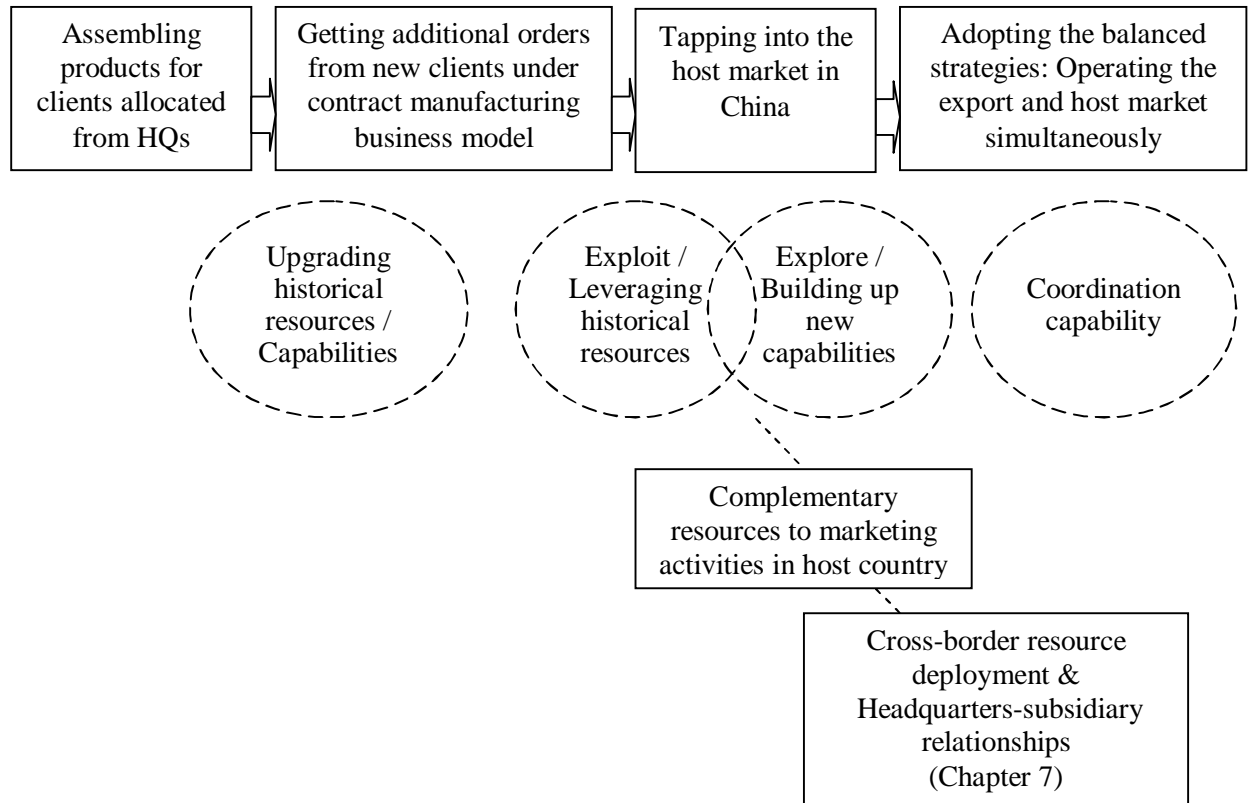 Assembling
products for
clients allocated
from HQs
Getting additional orders
from new clients under
contract manufacturing
business model
Tapping into the
host market in
China
Adopting the balanced
strategies: Operating the
export and host market
simultaneously
Upgrading
historical
resources /
Capabilities
Exploit /
Leveraging
historical
resources
Explore /
Building up
new
capabilities
Coordination
capability
Complementary
resources to marketing
activities in host country
Cross-border resource
deployment &
Headquarters-subsidiary
relationships
(Chapter 7)